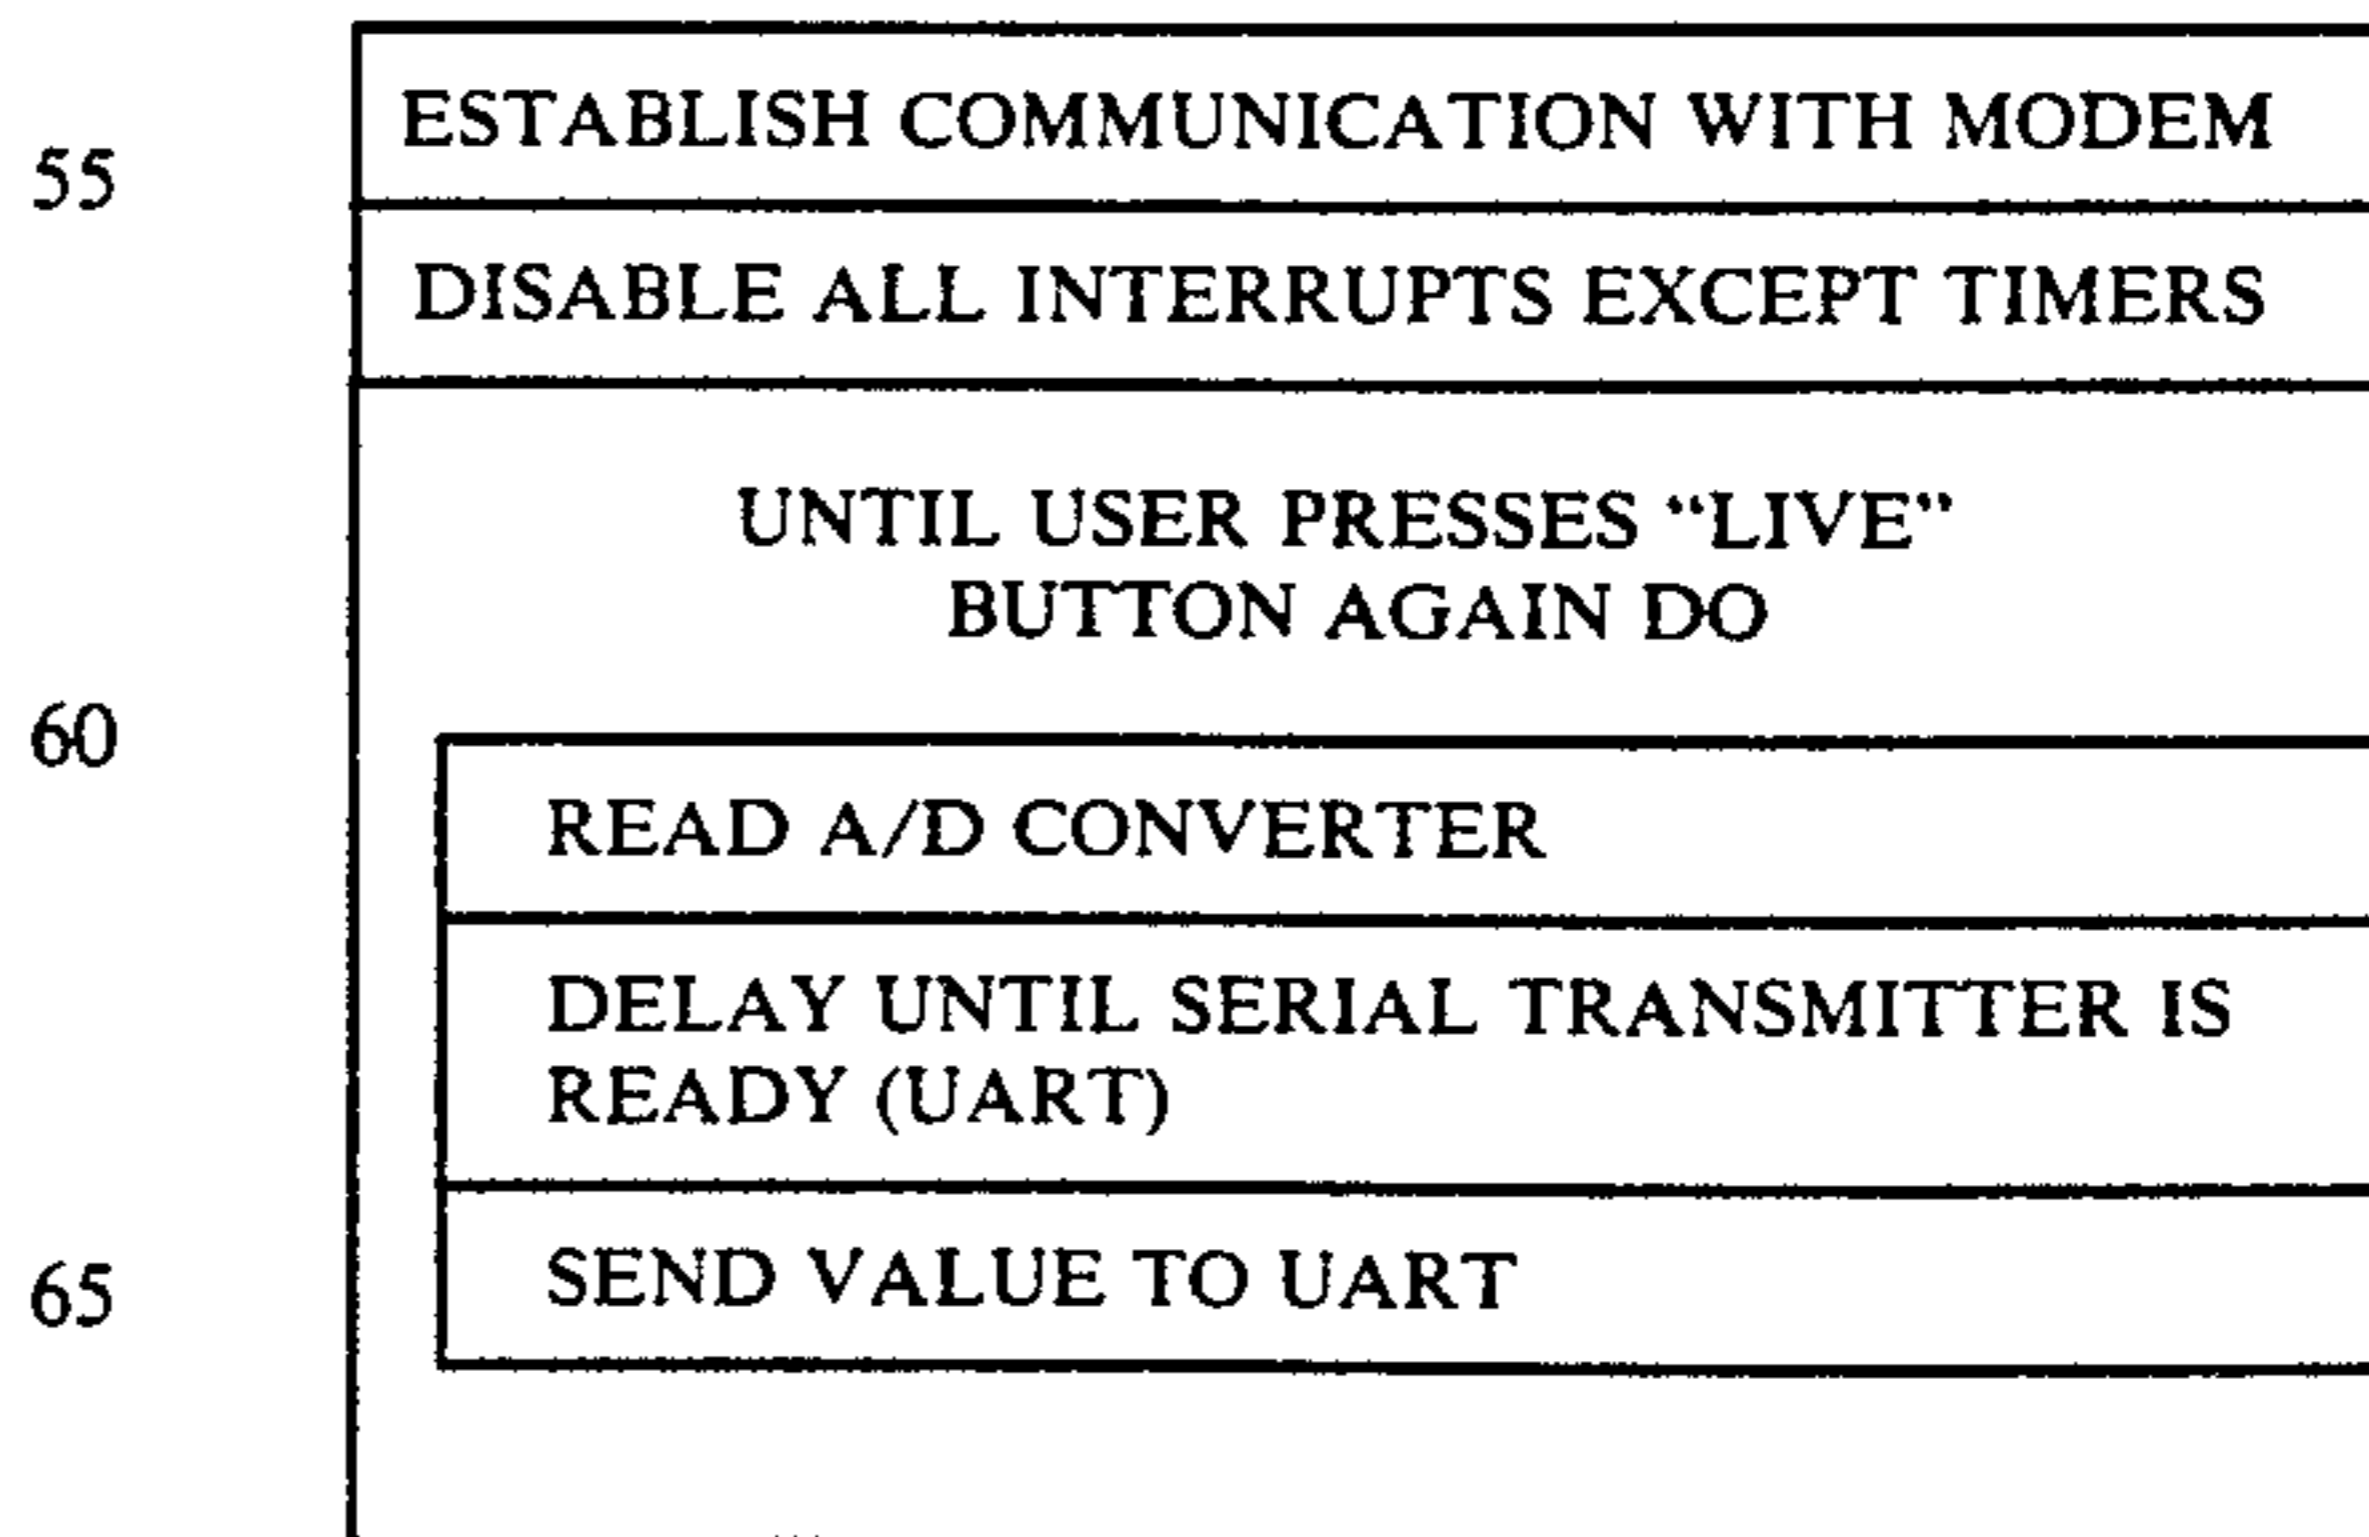 ESTABLISH COMMUNICATION WITH MODEM
55
DISABLE ALL INTERRUPTS EXCEPT TIMERS
UNTIL USER PRESSES “LIVE”
BUTTON AGAIN DO
60
READ A/D CONVERTER
DELAY UNTIL SERIAL TRANSMITTER IS
READY (UART)
SEND VALUE TO UART
65